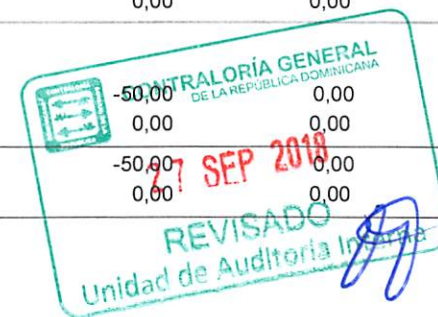 0,00 0,00
CONTRALORÍA GENERAL
DE LA REPÚBLICA DOMINICANA
-50,00 0,00
0,00 0,00
-50,00 0,00
27 SEP 2018
0,00 0,00
REVISADO
Unidad de Auditoría Interna